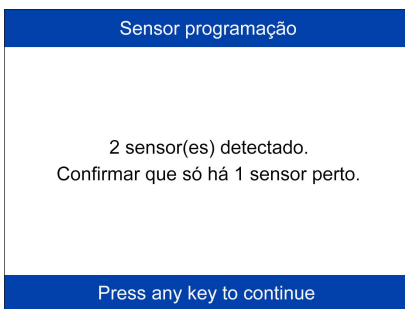 Sensor programação
2 sensor(es) detectado.
Confirmar que só há 1 sensor perto.
Press any key to continue